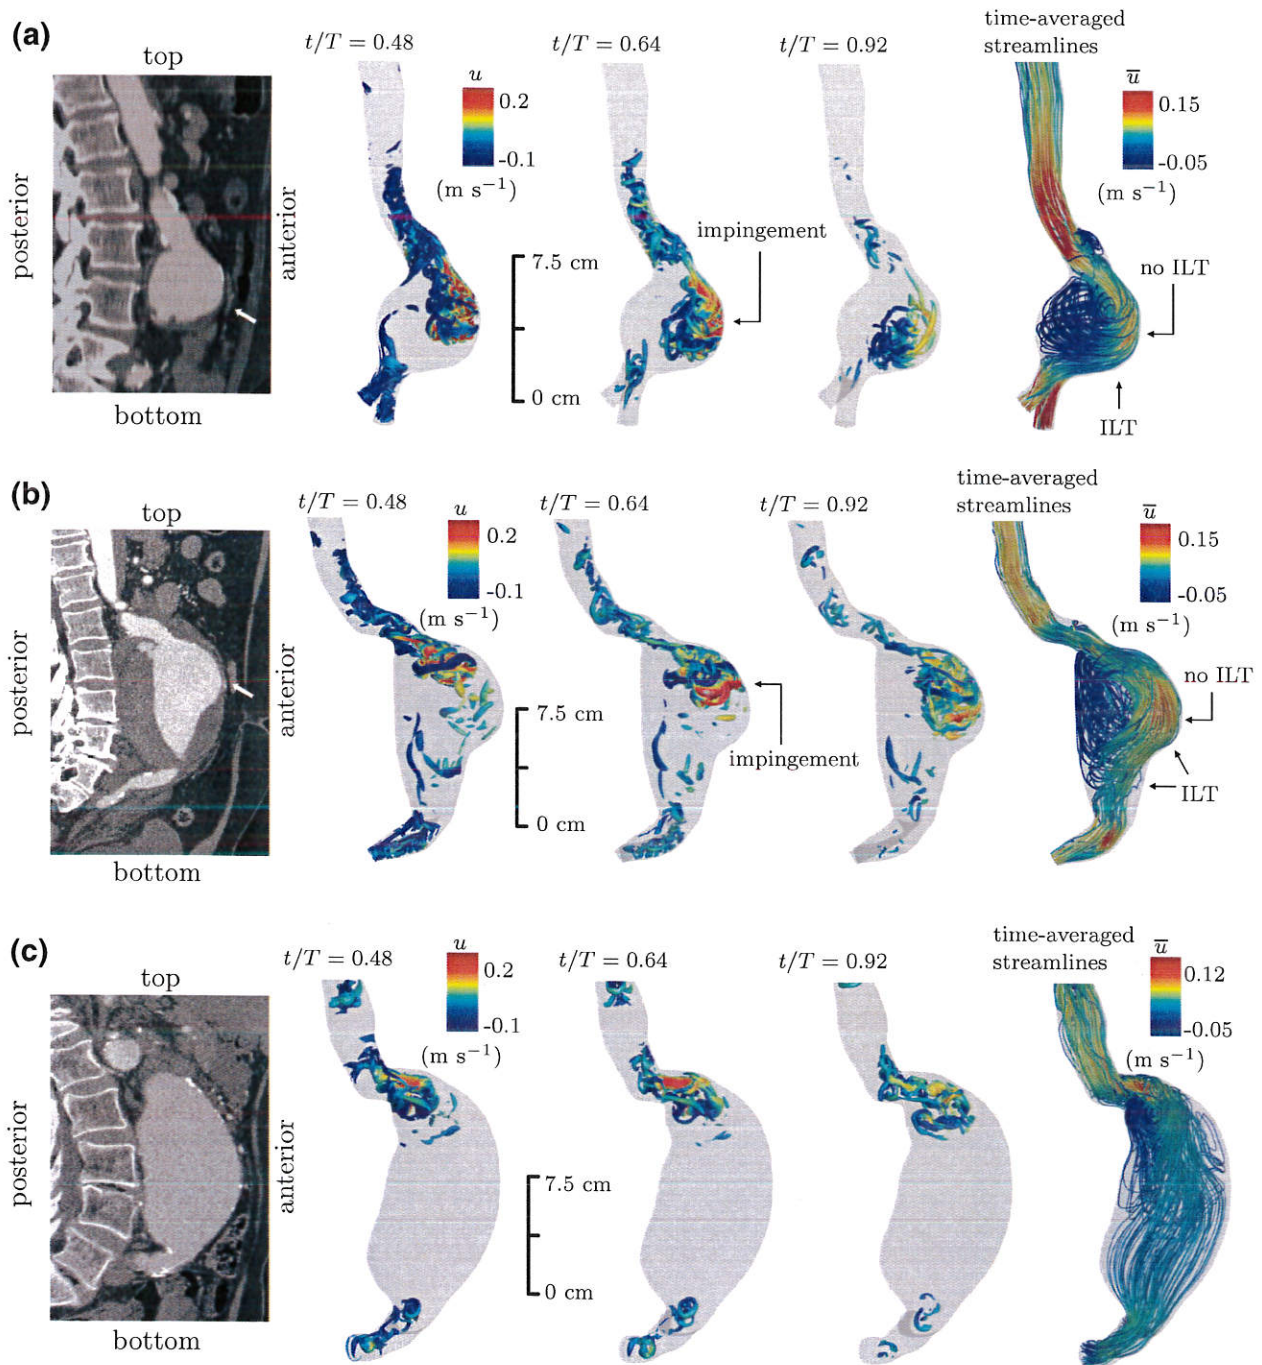 (a)
top
posterior
anterior
bottom
t/T = 0.48
u
0.2
-0.1
(m s⁻¹)
7.5 cm
0 cm
t/T = 0.64
impingement
t/T = 0.92
time-averaged
streamlines
u̅
0.15
-0.05
(m s⁻¹)
no ILT
ILT
(b)
top
posterior
anterior
bottom
t/T = 0.48
u
0.2
-0.1
(m s⁻¹)
7.5 cm
0 cm
t/T = 0.64
impingement
t/T = 0.92
time-averaged
streamlines
u̅
0.15
-0.05
(m s⁻¹)
no ILT
ILT
(c)
top
posterior
anterior
bottom
t/T = 0.48
u
0.2
-0.1
(m s⁻¹)
7.5 cm
0 cm
t/T = 0.64
t/T = 0.92
time-averaged
streamlines
u̅
0.12
-0.05
(m s⁻¹)